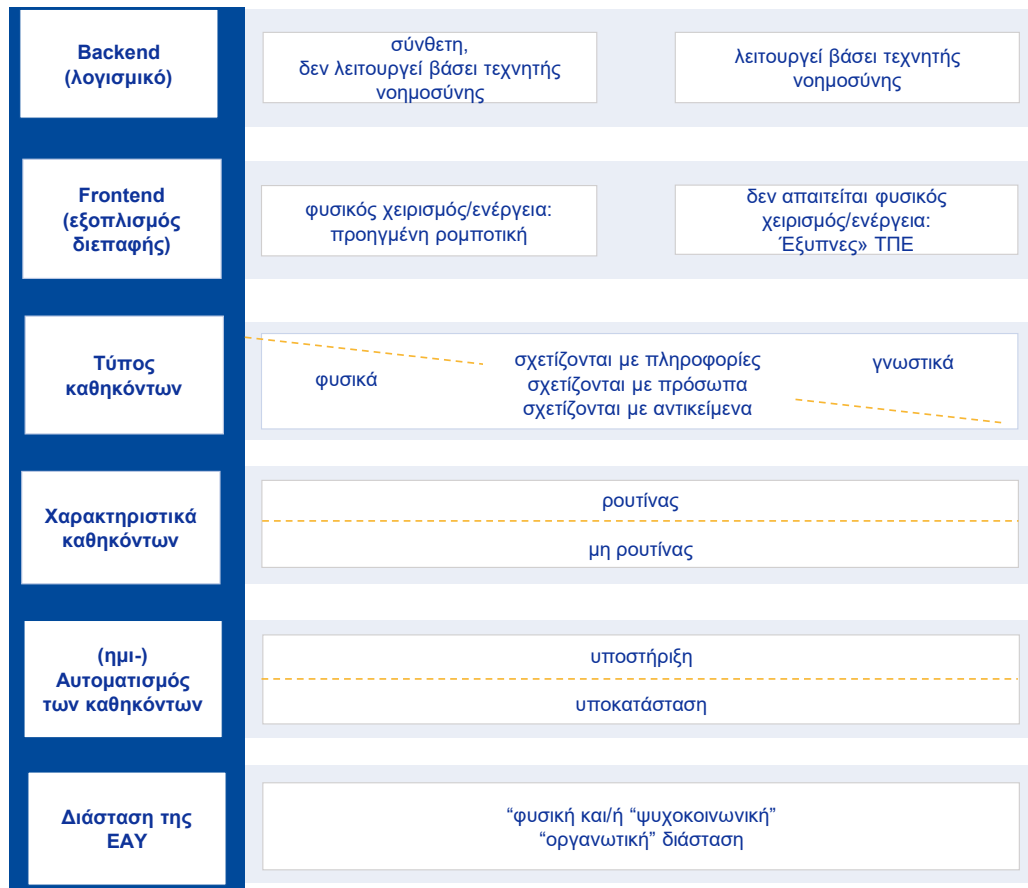 Backend
(λογισμικό)
σύνθετη,
δεν λειτουργεί βάσει τεχνητής
νοημοσύνης
λειτουργεί βάσει τεχνητής
νοημοσύνης
Frontend
(εξοπλισμός
διεπαφής)
φυσικός χειρισμός/ενέργεια:
προηγμένη ρομποτική
δεν απαιτείται φυσικός
χειρισμός/ενέργεια:
Έξυπνες» ΤΠΕ
Τύπος
καθηκόντων
φυσικά
σχετίζονται με πληροφορίες
σχετίζονται με πρόσωπα
σχετίζονται με αντικείμενα
γνωστικά
Χαρακτηριστικά
καθηκόντων
ρουτίνας
μη ρουτίνας
(ημι-)
Αυτοματισμός
των καθηκόντων
υποστήριξη
υποκατάσταση
Διάσταση της
ΕΑΥ
“φυσική και/ή “ψυχοκοινωνική”
“οργανωτική” διάσταση